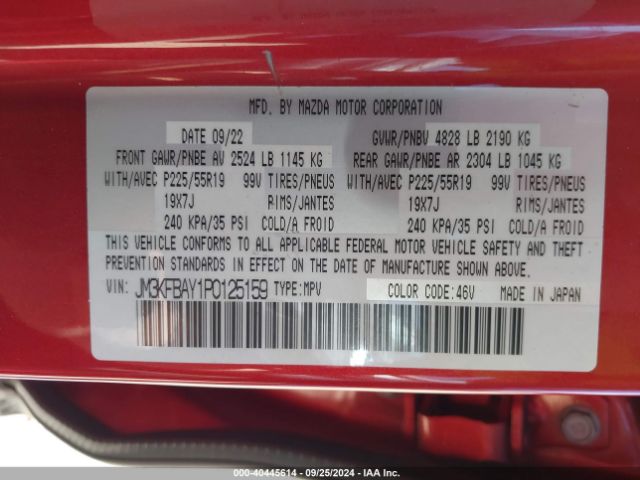 MFD. BY MAZDA MOTOR CORPORATION
DATE 09/22 GVWR/PNBV 4828 LB 2190 KG
FRONT GAWR/PNBE AV 2524 LB 1145 KG REAR GAWR/PNBE AR 2304 LB 1045 KG
WITH/AVEC P225/55R19 99V TIRES/PNEUS WITH/AVEC P225/55R19 99V TIRES/PNEUS
19X7J RIMS/JANTES 19X7J RIMS/JANTES
240 KPA/35 PSI COLD/A FROID 240 KPA/35 PSI COLD/A FROID
THIS VEHICLE CONFORMS TO ALL APPLICABLE FEDERAL MOTOR VEHICLE SAFETY AND THEFT
PREVENTION STANDARDS IN EFFECT ON THE DATE OF MANUFACTURE SHOWN ABOVE.
VIN: JM3KFBAY1P0125159 TYPE: MPV COLOR CODE: 46V MADE IN JAPAN
© - 40445614 - 09/25/2024 - IAA Inc.